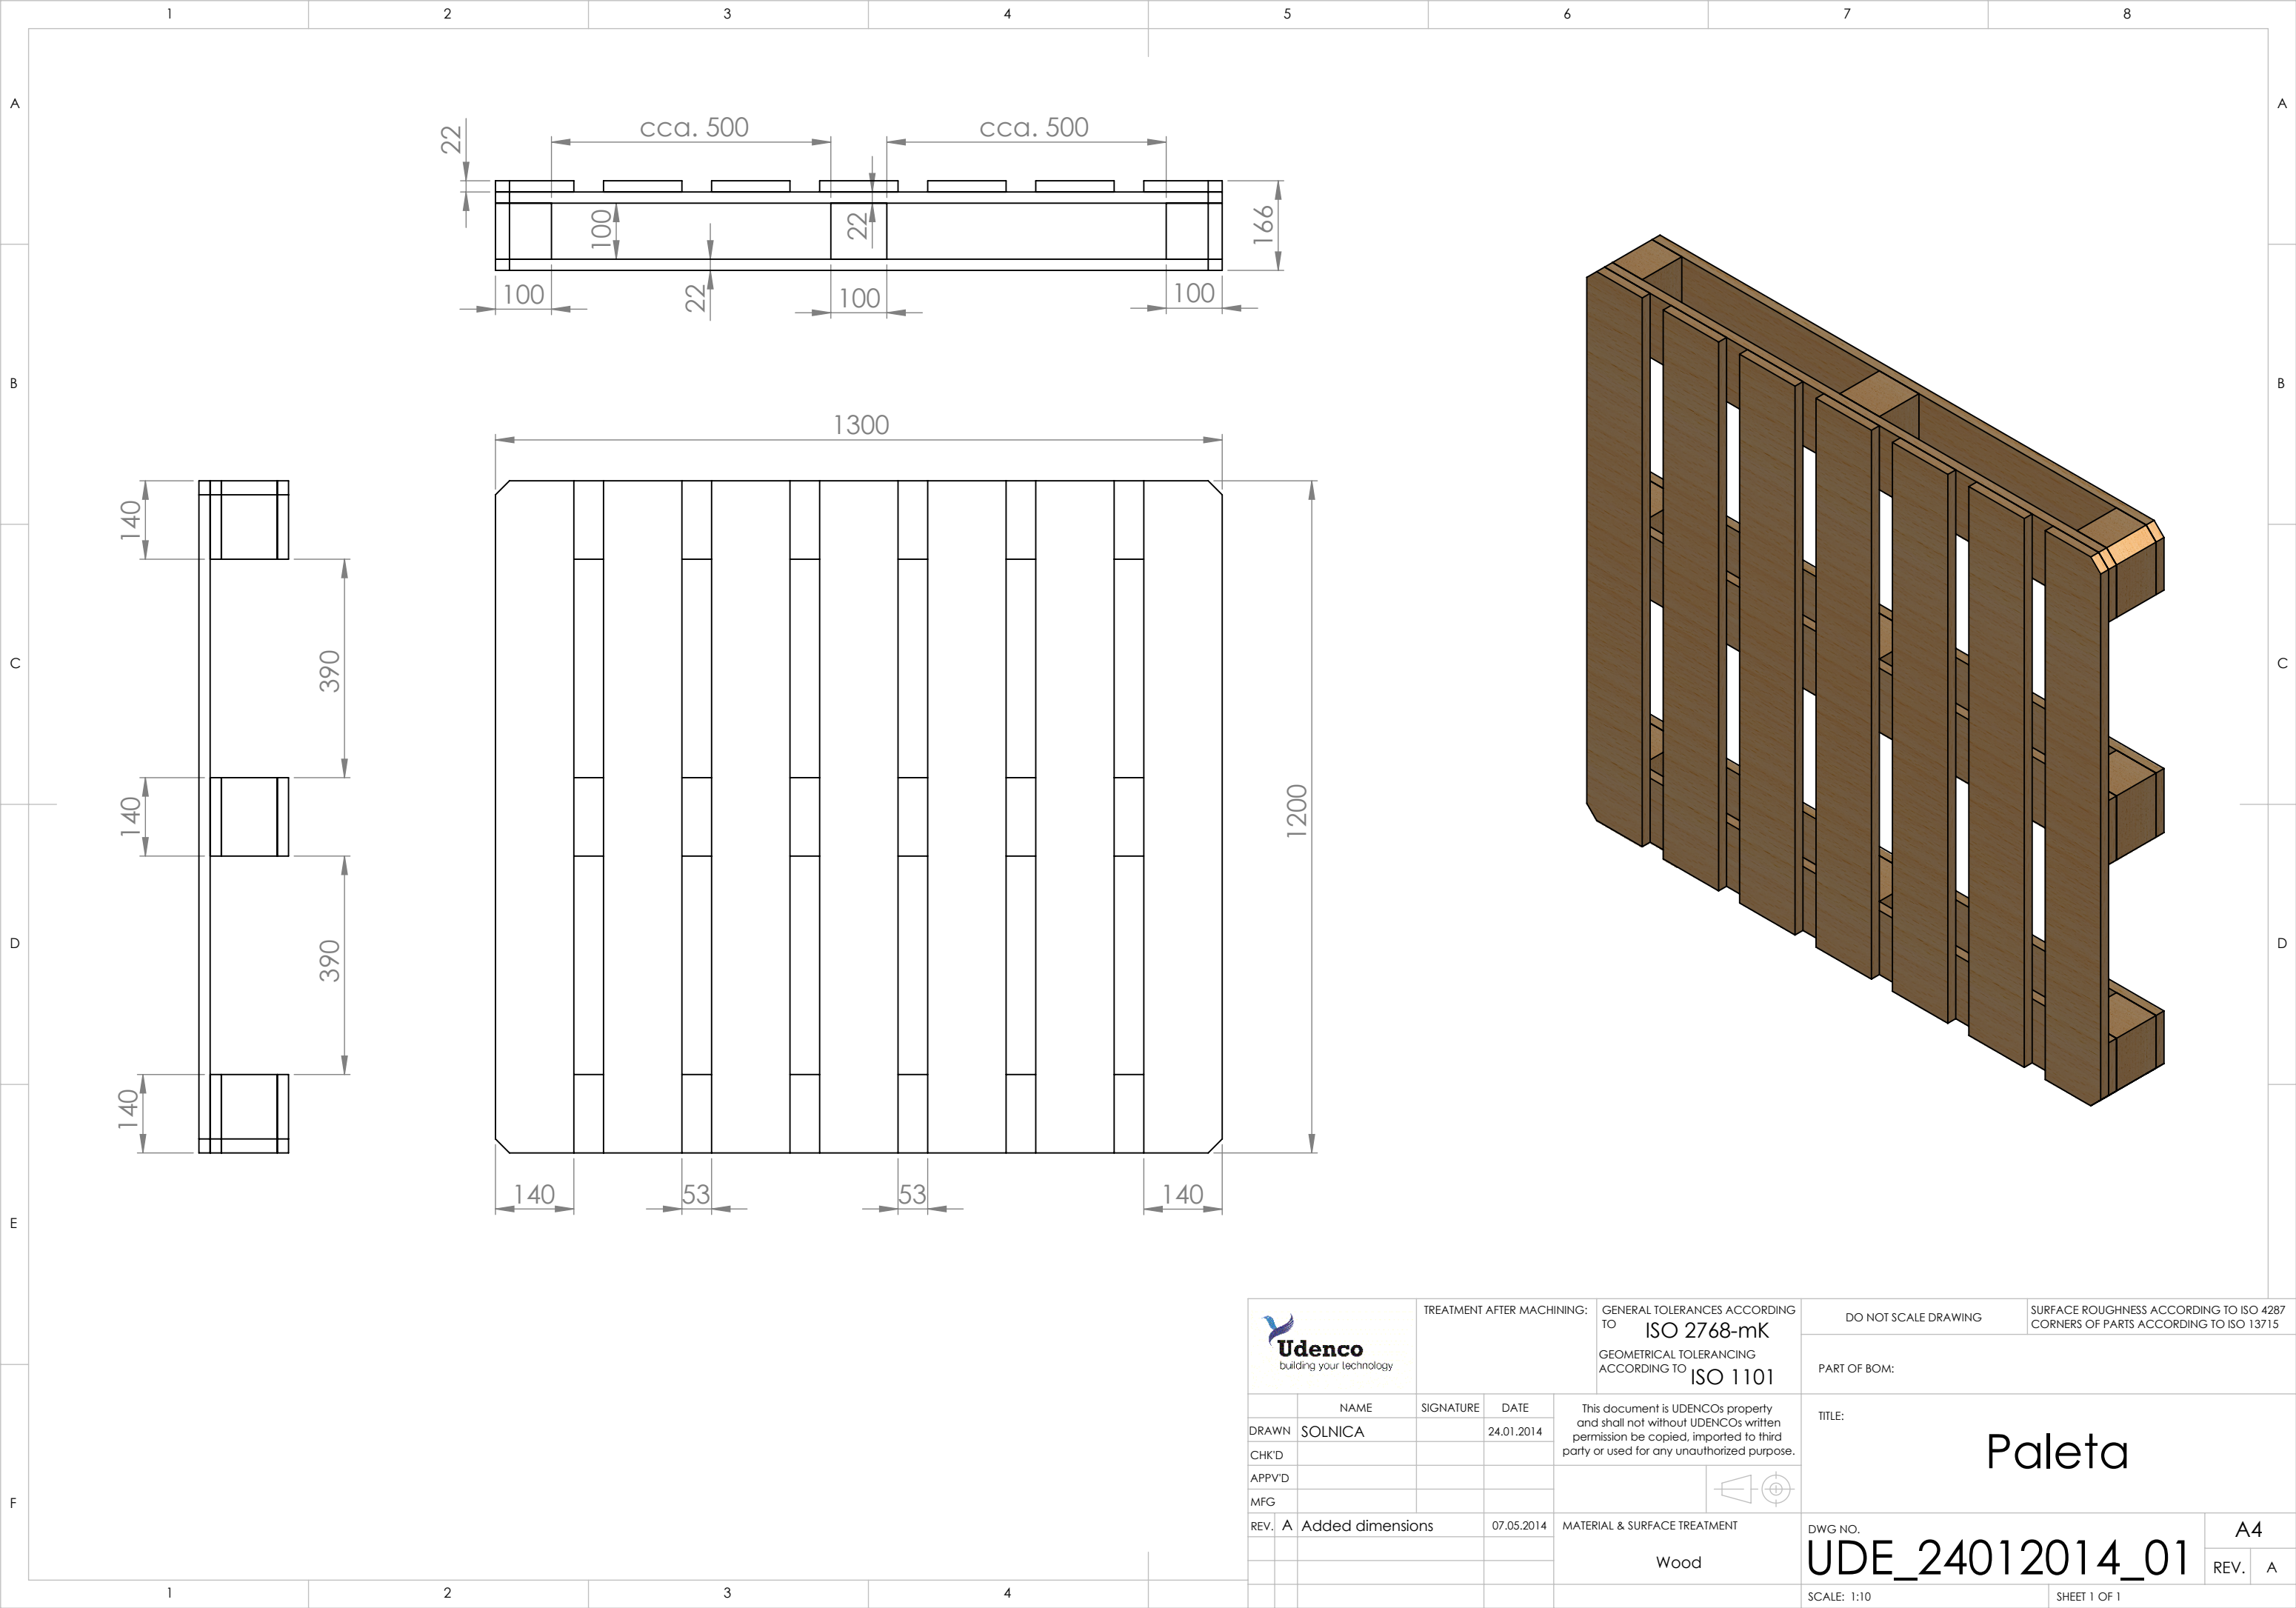 1 2 3 4 5 6 7 8
A A
B B
C C
D D
E
F
1 2 3 4
22
cca. 500
cca. 500
100
22
22
166
100
100
100
1300
140
390
140
390
140
1200
140
53
53
140
Udenco
building your technology
TREATMENT AFTER MACHINING:
GENERAL TOLERANCES ACCORDING
TO ISO 2768-mK
GEOMETRICAL TOLERANCING
ACCORDING TO ISO 1101
DO NOT SCALE DRAWING
SURFACE ROUGHNESS ACCORDING TO ISO 4287
CORNERS OF PARTS ACCORDING TO ISO 13715
PART OF BOM:
NAME SIGNATURE DATE
DRAWN SOLNICA 24.01.2014
CHK'D
APPV'D
MFG
REV. A Added dimensions 07.05.2014
This document is UDENCOs property
and shall not without UDENCOs written
permission be copied, imported to third
party or used for any unauthorized purpose.
MATERIAL & SURFACE TREATMENT
Wood
TITLE:
Paleta
DWG NO.
UDE_24012014_01
A4
REV. A
SCALE: 1:10
SHEET 1 OF 1